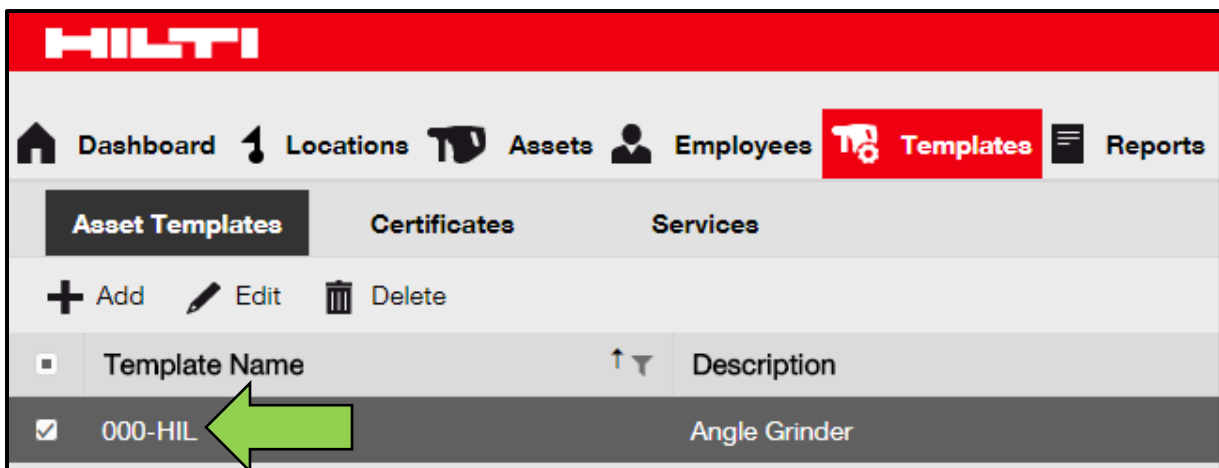 HILTI
Dashboard Locations Assets Employees Templates Reports
Asset Templates Certificates Services
Add Edit Delete
Template Name Description
000-HIL Angle Grinder